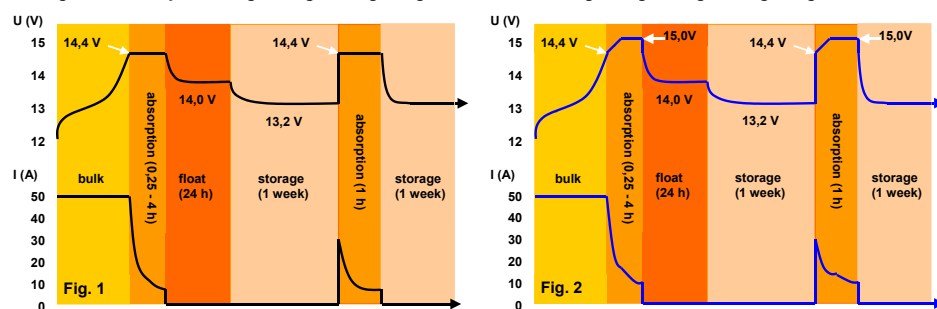 U (V)
15
14
13
12
I (A)
50
40
30
20
10
0
14,4 V
14,4 V
14,0 V
13,2 V
bulk
absorption (0,25 - 4 h)
float
(24 h)
storage
(1 week)
absorption (1 h)
storage
(1 week)
Fig. 1
U (V)
15
14
13
12
I (A)
50
40
30
20
10
0
14,4 V
15,0V
14,4 V
15,0V
14,0 V
13,2 V
bulk
absorption (0,25 - 4 h)
float
(24 h)
storage
(1 week)
absorption (1 h)
storage
(1 week)
Fig. 2